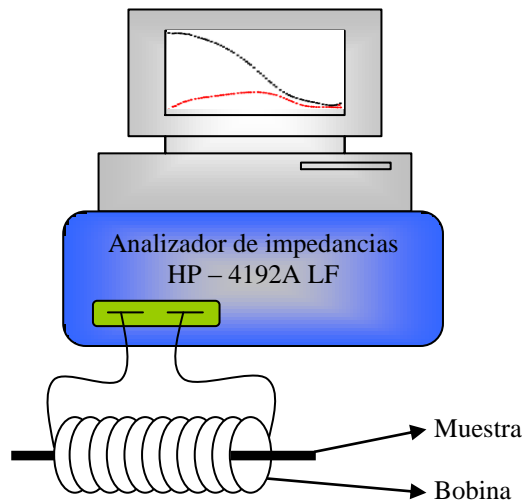 Analizador de impedancias
HP – 4192A LF
Muestra
Bobina